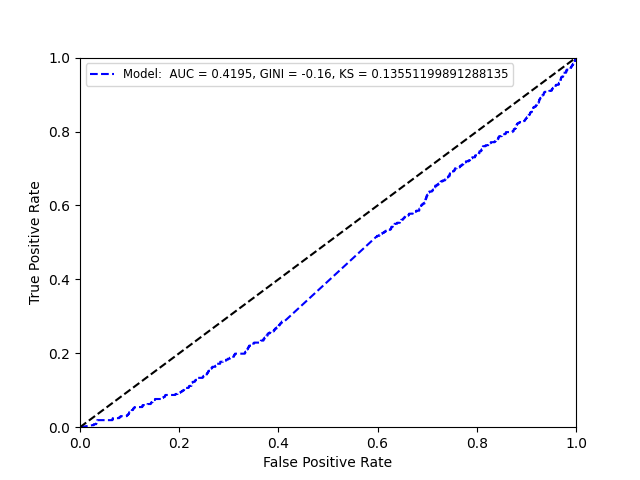 Model:  AUC = 0.4195, GINI = -0.16, KS = 0.13551199891288135
1.0
0.8
0.6
0.4
0.2
0.0
True Positive Rate
0.0 0.2 0.4 0.6 0.8 1.0
False Positive Rate